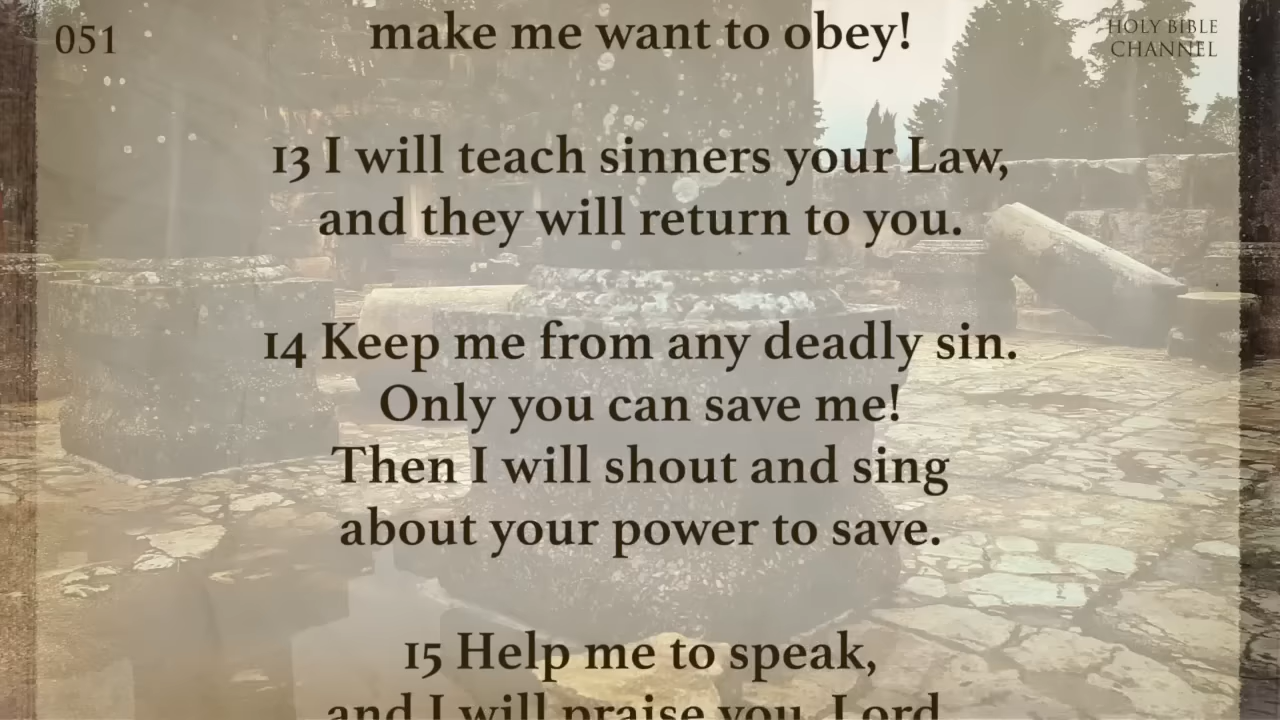 051
HOLY BIBLE
CHANNEL
make me want to obey!
13 I will teach sinners your Law,
and they will return to you.
14 Keep me from any deadly sin.
Only you can save me!
Then I will shout and sing
about your power to save.
15 Help me to speak,
and I will praise you, Lord